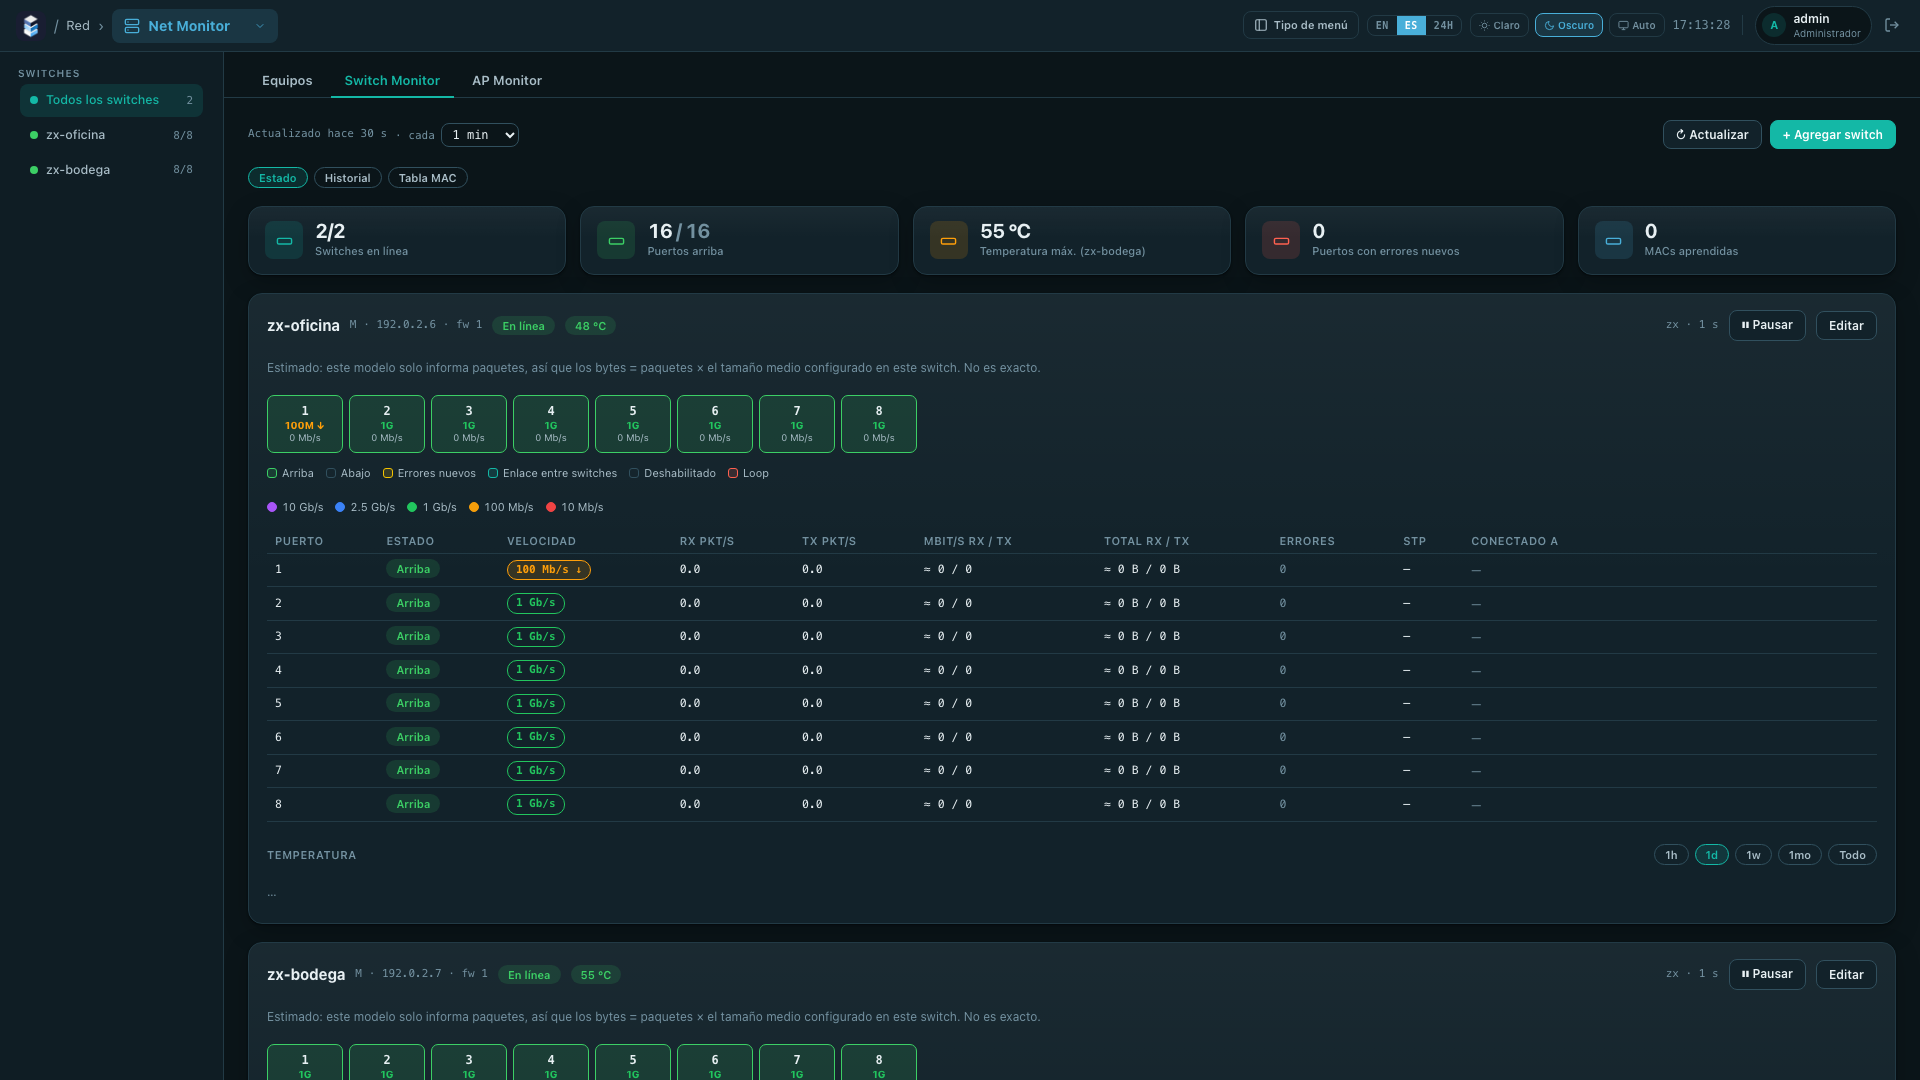 / Red › Net Monitor
Tipo de menú EN ES 24H Claro Oscuro Auto 17:13:28 A admin Administrador
SWITCHES
Todos los switches 2
zx-oficina 8/8
zx-bodega 8/8
Equipos Switch Monitor AP Monitor
Actualizado hace 30 s · cada 1 min
Actualizar + Agregar switch
Estado Historial Tabla MAC
2/2
Switches en línea
16/16
Puertos arriba
55 °C
Temperatura máx. (zx-bodega)
0
Puertos con errores nuevos
0
MACs aprendidas
zx-oficina M · 192.0.2.6 · fw 1 En línea 48 °C
zx · 1 s Pausar Editar
Estimado: este modelo solo informa paquetes, así que los bytes = paquetes × el tamaño medio configurado en este switch. No es exacto.
1 2 3 4 5 6 7 8
100M ↓ 1G 1G 1G 1G 1G 1G 1G
0 Mb/s 0 Mb/s 0 Mb/s 0 Mb/s 0 Mb/s 0 Mb/s 0 Mb/s 0 Mb/s
Arriba Abajo Errores nuevos Enlace entre switches Deshabilitado Loop
10 Gb/s 2.5 Gb/s 1 Gb/s 100 Mb/s 10 Mb/s
PUERTO ESTADO VELOCIDAD RX PKT/S TX PKT/S MBIT/S RX / TX TOTAL RX / TX ERRORES STP CONECTADO A
1 Arriba 100 Mb/s ↓ 0.0 0.0 ≈ 0 / 0 ≈ 0 B / 0 B 0 — —
2 Arriba 1 Gb/s 0.0 0.0 ≈ 0 / 0 ≈ 0 B / 0 B 0 — —
3 Arriba 1 Gb/s 0.0 0.0 ≈ 0 / 0 ≈ 0 B / 0 B 0 — —
4 Arriba 1 Gb/s 0.0 0.0 ≈ 0 / 0 ≈ 0 B / 0 B 0 — —
5 Arriba 1 Gb/s 0.0 0.0 ≈ 0 / 0 ≈ 0 B / 0 B 0 — —
6 Arriba 1 Gb/s 0.0 0.0 ≈ 0 / 0 ≈ 0 B / 0 B 0 — —
7 Arriba 1 Gb/s 0.0 0.0 ≈ 0 / 0 ≈ 0 B / 0 B 0 — —
8 Arriba 1 Gb/s 0.0 0.0 ≈ 0 / 0 ≈ 0 B / 0 B 0 — —
TEMPERATURA 1h 1d 1w 1mo Todo
...
zx-bodega M · 192.0.2.7 · fw 1 En línea 55 °C
zx · 1 s Pausar Editar
Estimado: este modelo solo informa paquetes, así que los bytes = paquetes × el tamaño medio configurado en este switch. No es exacto.
1 2 3 4 5 6 7 8
1G 1G 1G 1G 1G 1G 1G 1G